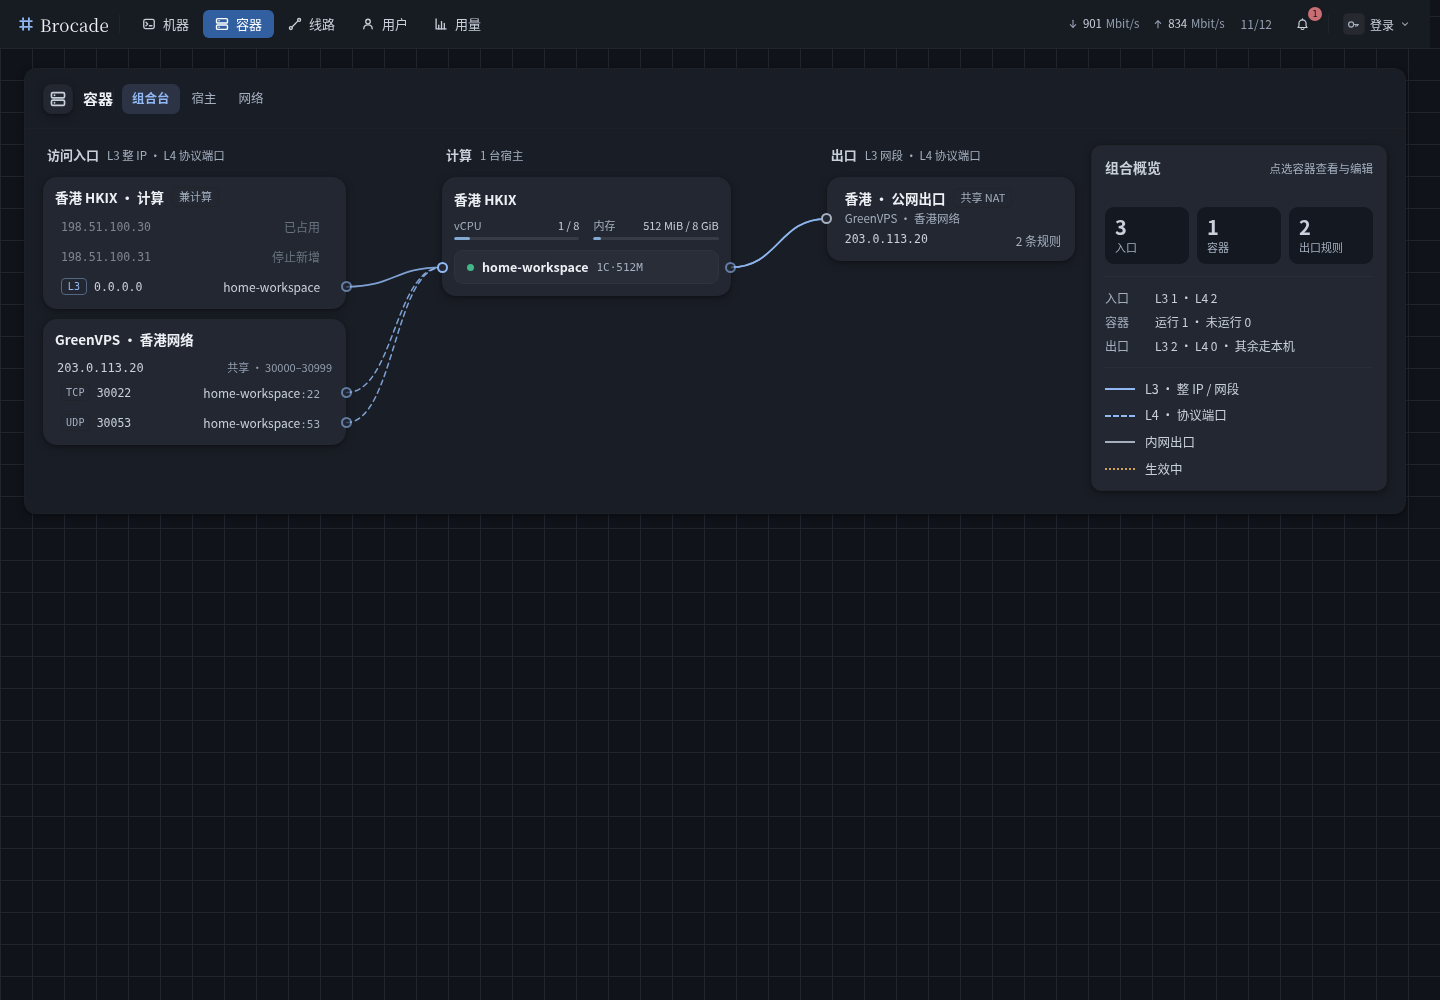 Brocade 机器 容器 线路 用户 用量 ↓ 901 Mbit/s ↑ 834 Mbit/s 11/12 1 登录
容器 组合台 宿主 网络
访问入口 L3 整 IP · L4 协议端口
香港 HKIX · 计算 兼计算
198.51.100.30 已占用
198.51.100.31 停止新增
L3 0.0.0.0 home-workspace
GreenVPS · 香港网络
203.0.113.20 共享 · 30000–30999
TCP 30022 home-workspace:22
UDP 30053 home-workspace:53
计算 1 台宿主
香港 HKIX
vCPU 1 / 8 内存 512 MiB / 8 GiB
home-workspace 1C·512M
出口 L3 网段 · L4 协议端口
香港 · 公网出口 共享 NAT
GreenVPS · 香港网络
203.0.113.20 2 条规则
组合概览 点选容器查看与编辑
3 1 2
入口 容器 出口规则
入口 L3 1 · L4 2
容器 运行 1 · 未运行 0
出口 L3 2 · L4 0 · 其余走本机
L3 · 整 IP / 网段
L4 · 协议端口
内网出口
生效中